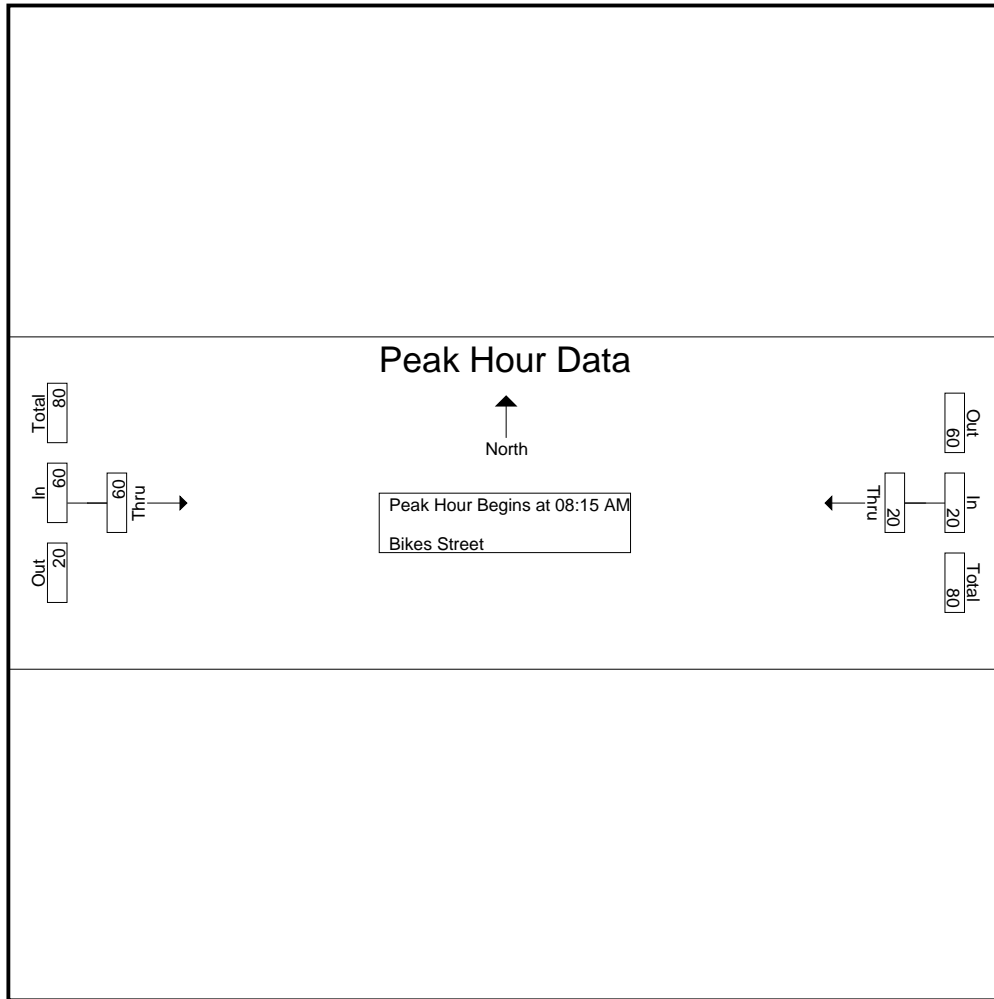 Peak Hour Data
North
Peak Hour Begins at 08:15 AM
Bikes Street
Total
80
In
60
Out
20
60
Thru
Out
60
In
20
Total
80
20
Thru